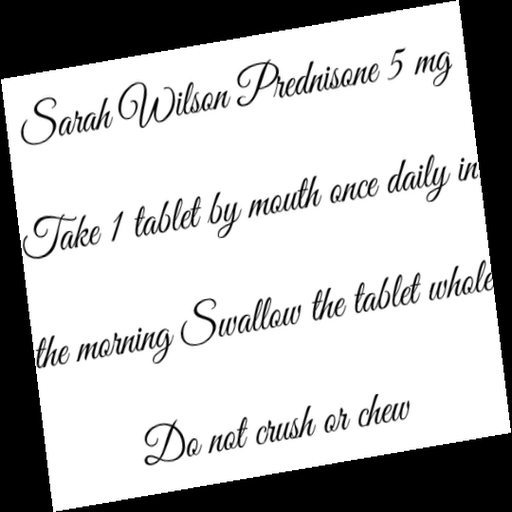 Sarah Wilson Prednisone 5 mg
Take 1 tablet by mouth once daily in
the morning Swallow the tablet whole
Do not crush or chew